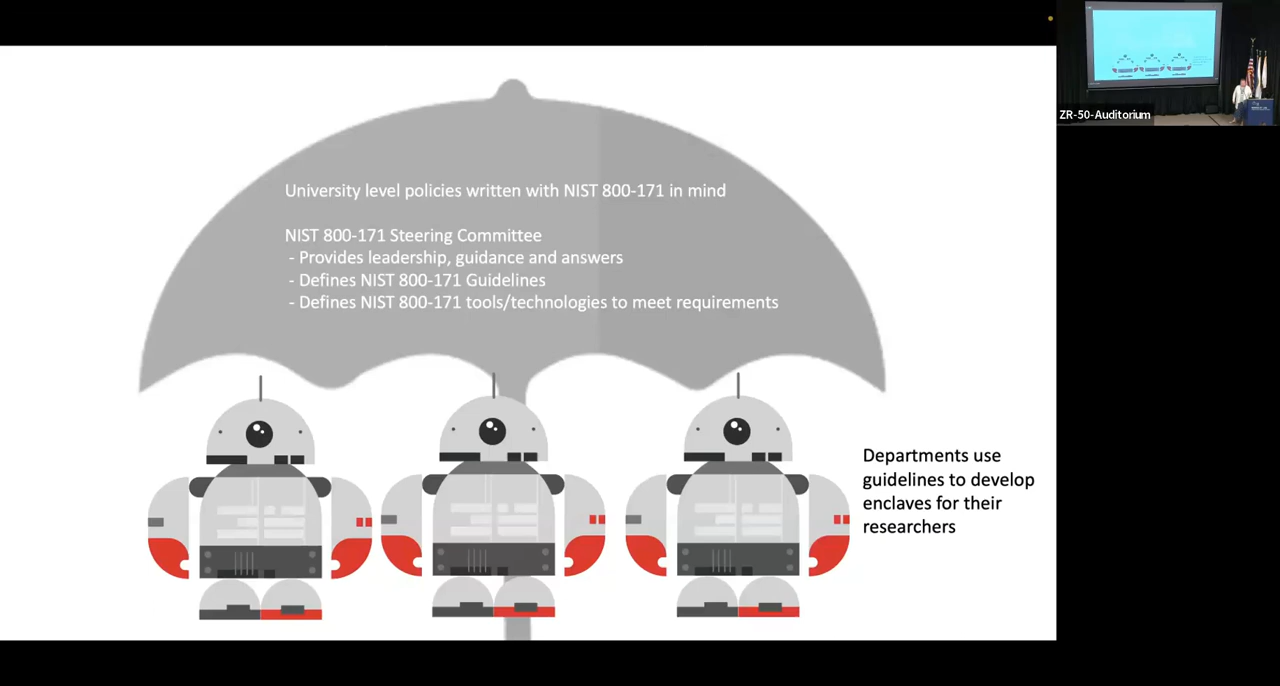 University level policies written with NIST 800-171 in mind
NIST 800-171 Steering Committee
- Provides leadership, guidance and answers
- Defines NIST 800-171 Guidelines
- Defines NIST 800-171 tools/technologies to meet requirements
Departments use
guidelines to develop
enclaves for their
researchers
ZR-50-Auditorium